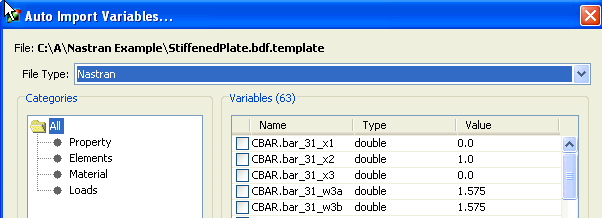 Auto Import Variables...
File: C:\A\Nastran Example\StiffenedPlate.bdf.template
File Type: Nastran
Categories
All
Property
Elements
Material
Loads
Variables (63)
Name Type Value
CBAR.bar_31_x1 double 0.0
CBAR.bar_31_x2 double 1.0
CBAR.bar_31_x3 double 0.0
CBAR.bar_31_w3a double 1.575
CBAR.bar_31_w3b double 1.575